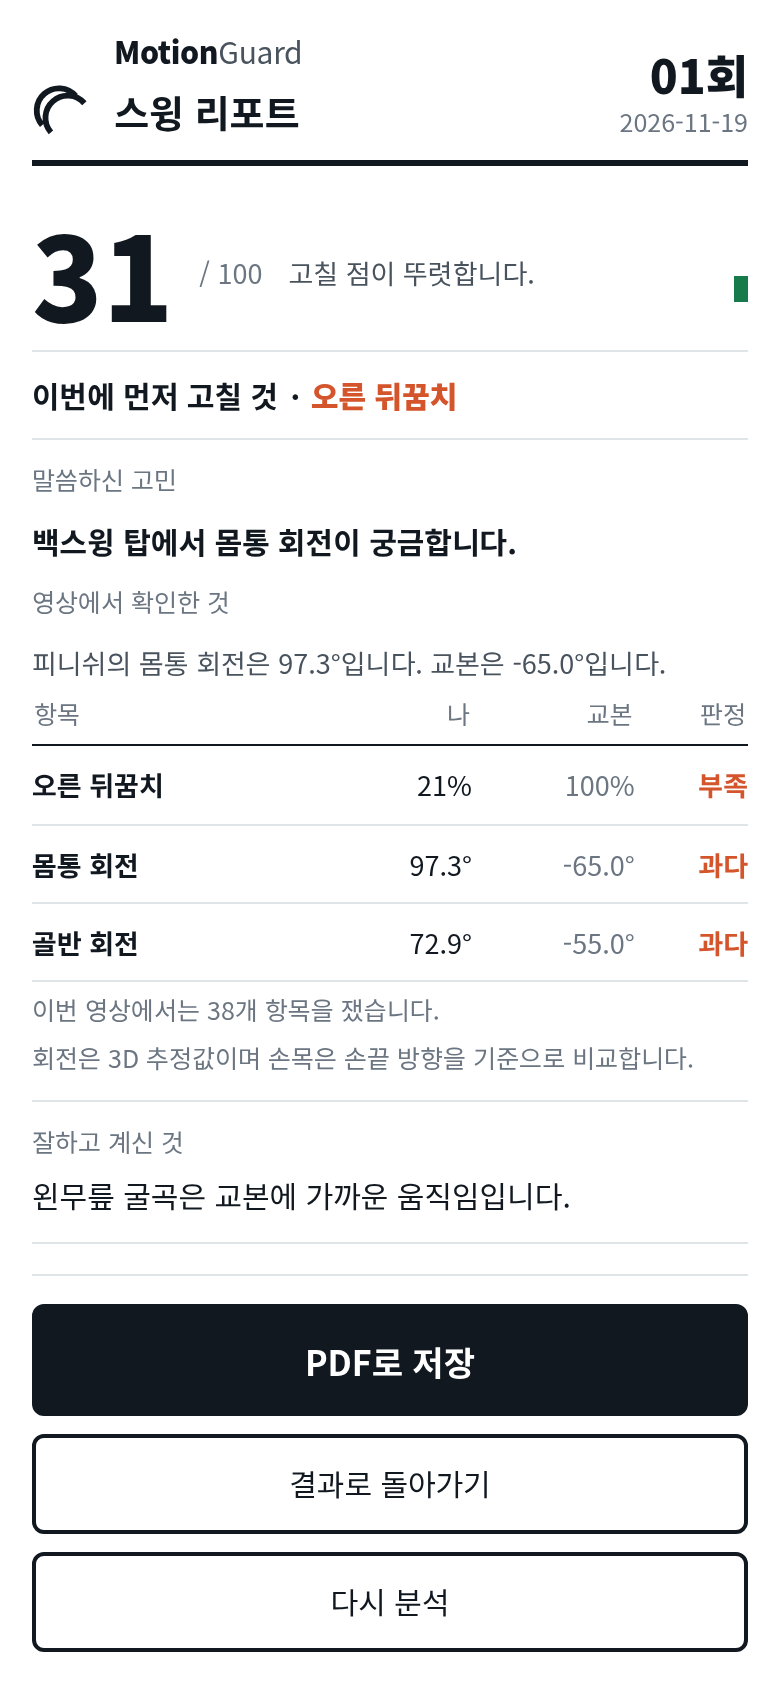 MotionGuard
스윙 리포트
01회
2026-11-19
31 / 100 고칠 점이 뚜렷합니다.
이번에 먼저 고칠 것 · 오른 뒤꿈치
말씀하신 고민
백스윙 탑에서 몸통 회전이 궁금합니다.
영상에서 확인한 것
피니쉬의 몸통 회전은 97.3°입니다. 교본은 -65.0°입니다.
항목 나 교본 판정
오른 뒤꿈치 21% 100% 부족
몸통 회전 97.3° -65.0° 과다
골반 회전 72.9° -55.0° 과다
이번 영상에서는 38개 항목을 쟀습니다.
회전은 3D 추정값이며 손목은 손끝 방향을 기준으로 비교합니다.
잘하고 계신 것
왼무릎 굴곡은 교본에 가까운 움직임입니다.
PDF로 저장
결과로 돌아가기
다시 분석